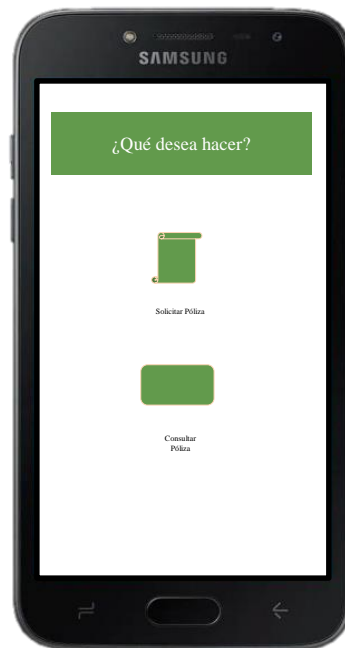 SAMSUNG
¿Qué desea hacer?
Solicitar Póliza
Consultar
Póliza